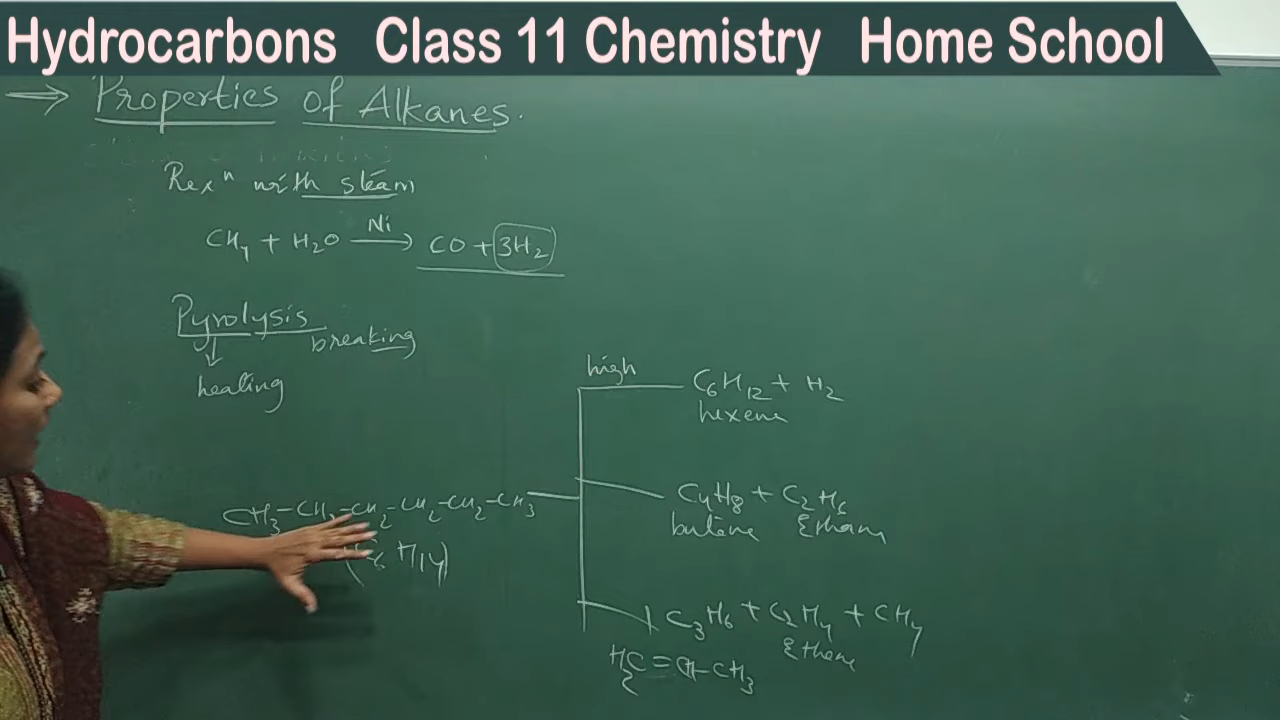 Hydrocarbons Class 11 Chemistry Home School
⇒ Properties of Alkanes.
Rexⁿ with steam
CH₄ + H₂O —Ni→ CO + 3H₂
Pyrolysis
breaking
↓
heating
high
C₆H₁₂ + H₂
hexene
CH₃-CH₂-CH₂-CH₂-CH₂-CH₃
C₄H₈ + C₂H₆
butene Ethane
H₁₄)
C₃H₆ + C₂H₄ + CH₄
Ethene
H₂C=CH-CH₃